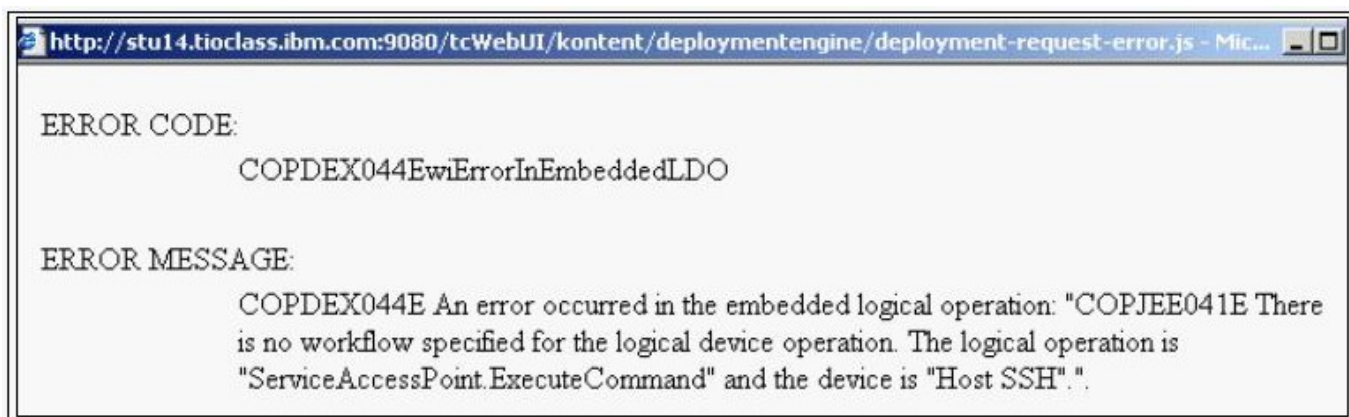 http://stu14.tioclass.ibm.com:9080/tcWebUI/kontent/deploymentengine/deployment-request-error.js - Mic...
ERROR CODE:
COPDEX044EwiErrorInEmbeddedLDO
ERROR MESSAGE:
COPDEX044E An error occurred in the embedded logical operation: "COPJEE041E There
is no workflow specified for the logical device operation. The logical operation is
"ServiceAccessPoint.ExecuteCommand" and the device is "Host SSH".".